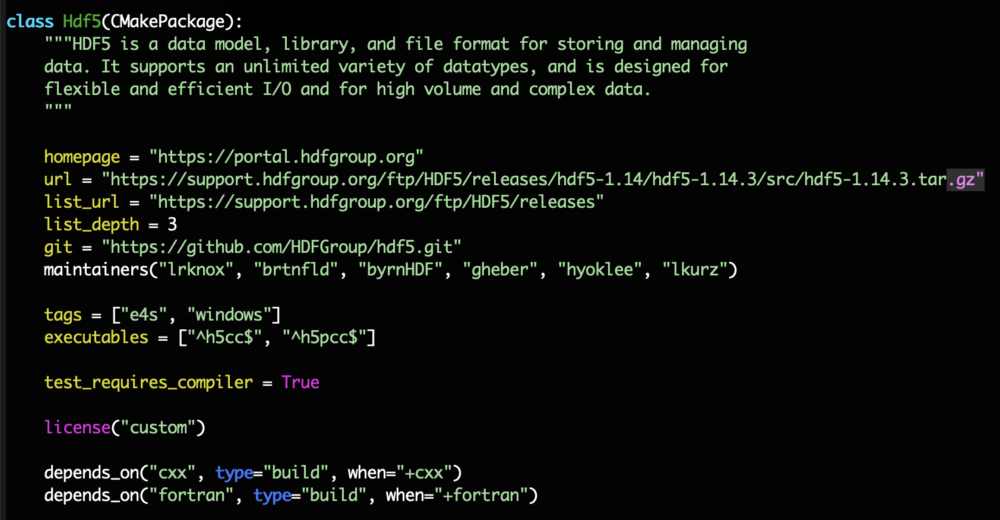 class Hdf5(CMakePackage):
    """HDF5 is a data model, library, and file format for storing and managing
    data. It supports an unlimited variety of datatypes, and is designed for
    flexible and efficient I/O and for high volume and complex data.
    """

    homepage = "https://portal.hdfgroup.org"
    url = "https://support.hdfgroup.org/ftp/HDF5/releases/hdf5-1.14/hdf5-1.14.3/src/hdf5-1.14.3.tar.gz"
    list_url = "https://support.hdfgroup.org/ftp/HDF5/releases"
    list_depth = 3
    git = "https://github.com/HDFGroup/hdf5.git"
    maintainers("lrknox", "brtnfld", "byrnHDF", "gheber", "hyoklee", "lkurz")

    tags = ["e4s", "windows"]
    executables = ["^h5cc$", "^h5pcc$"]

    test_requires_compiler = True

    license("custom")

    depends_on("cxx", type="build", when="+cxx")
    depends_on("fortran", type="build", when="+fortran")